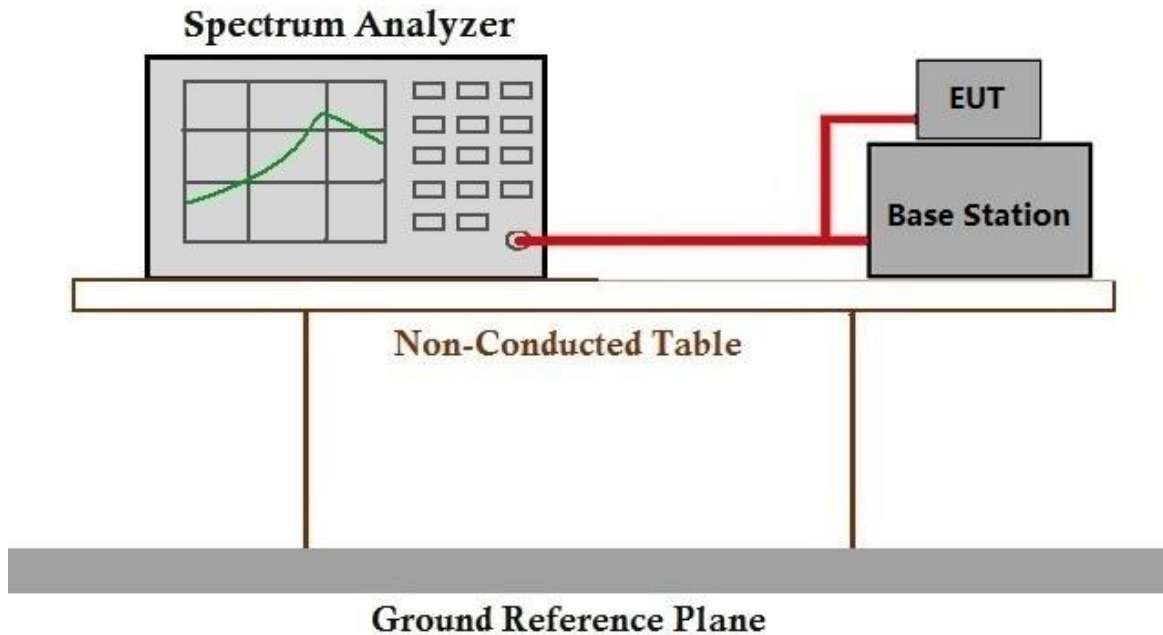 Spectrum Analyzer
EUT
Base Station
Non-Conducted Table
Ground Reference Plane